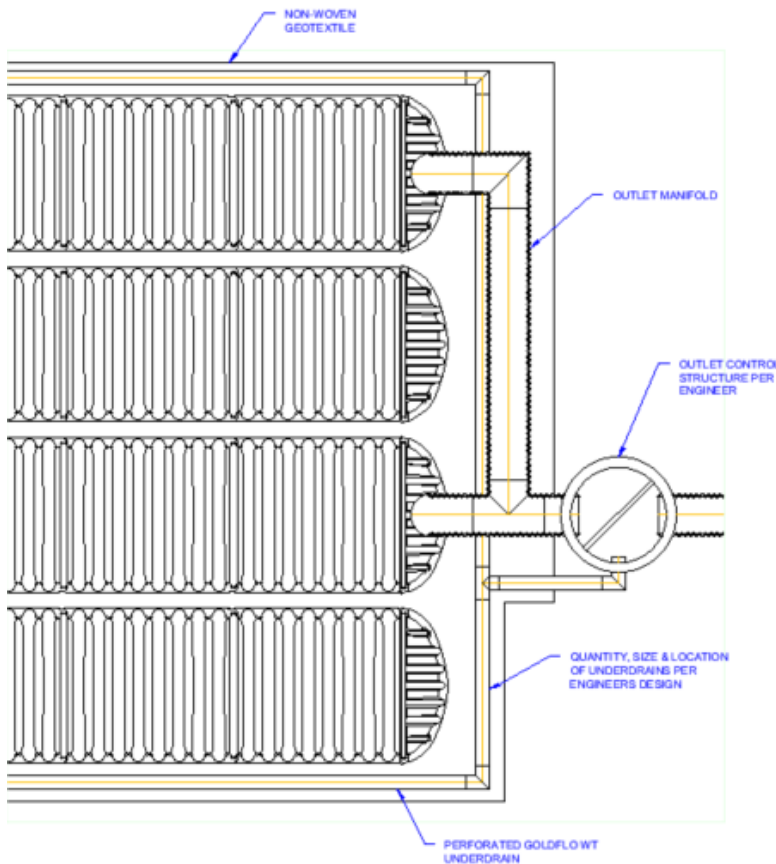 NON-WOVEN
GEOTEXTILE
OUTLET MANIFOLD
OUTLET CONTRO
STRUCTURE PER
ENGINEER
QUANTITY, SIZE & LOCATION
OF UNDERDRAINS PER
ENGINEERS DESIGN
PERFORATED GOLDFLO WT
UNDERDRAIN